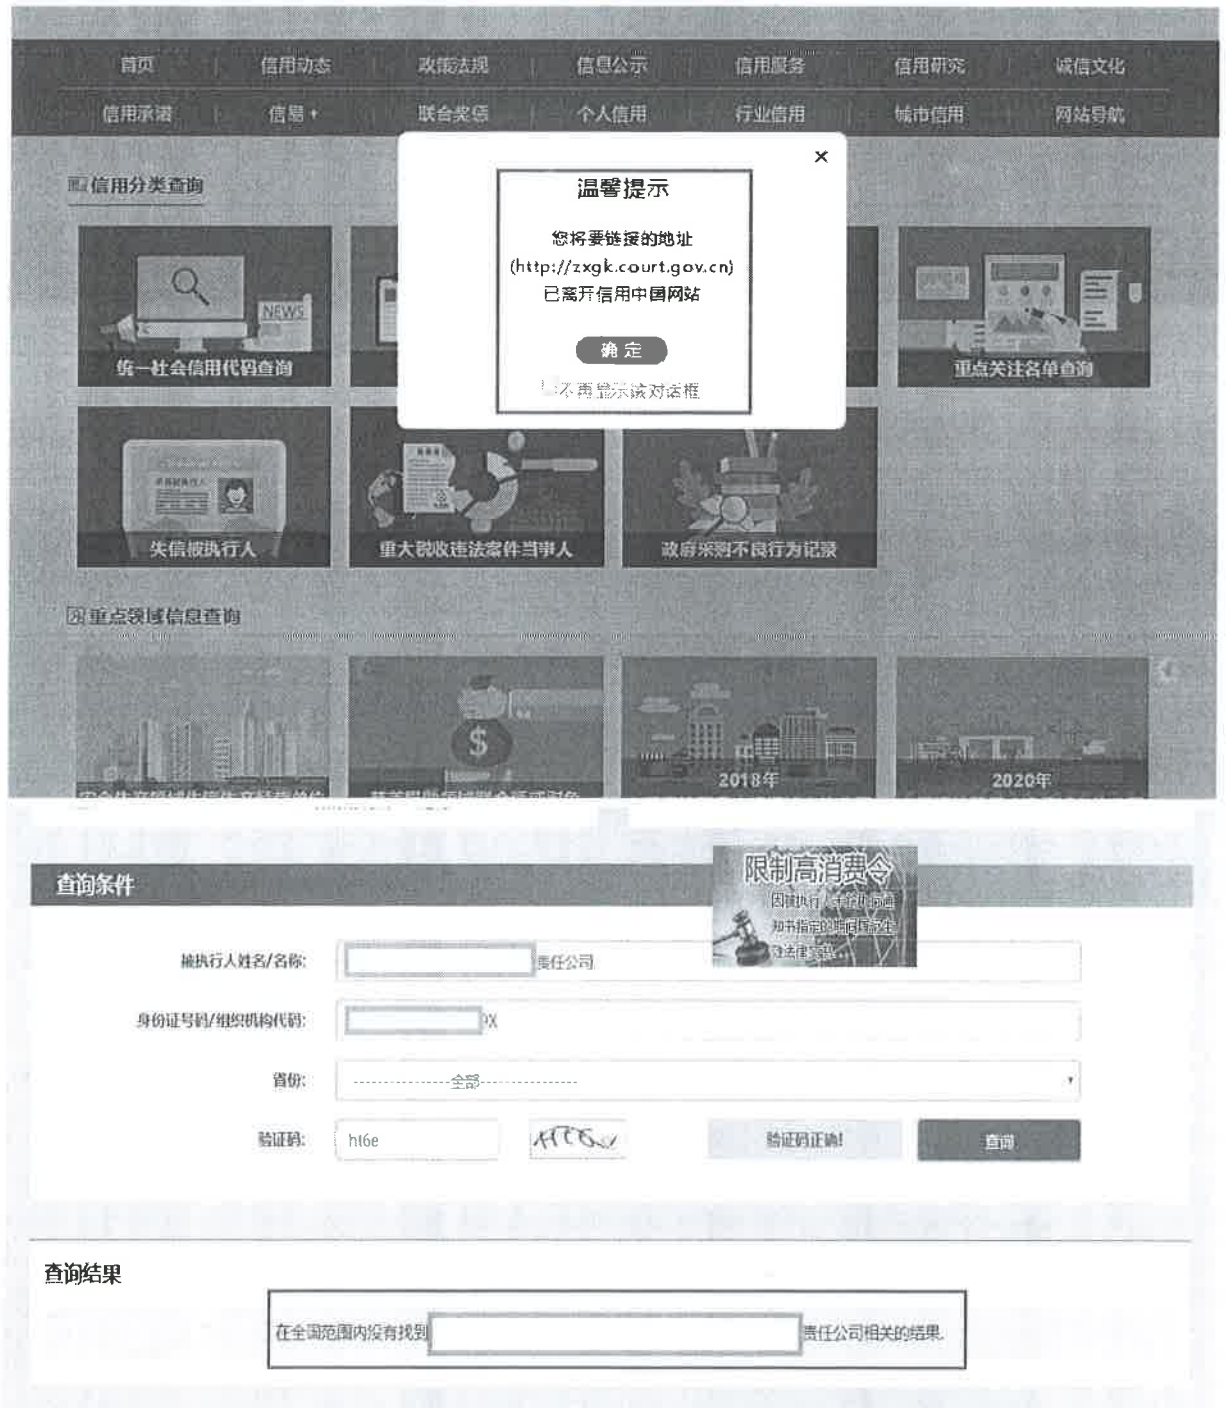 首页 信用动态 政策法规 信息公示 信用服务 信用研究 诚信文化
信用承诺 信易+ 联合奖惩 个人信用 行业信用 城市信用 网站导航
×
信用分类查询
温馨提示
您将要链接的地址
(http://zxgk.court.gov.cn)
已离开信用中国网站
确定
不再显示该对话框
NEWS
统一社会信用代码查询
重点关注名单查询
失信被执行人
重大税收违法案件当事人
政府采购不良行为记录
重点领域信息查询
$
2018年
2020年
查询条件
限制高消费令
被执行人姓名/名称:
责任公司
身份证号码/组织机构代码:
9X
省份:
----------------全部----------------
验证码:
ht6e
验证码正确!
查询
查询结果
在全国范围内没有找到 责任公司相关的结果.